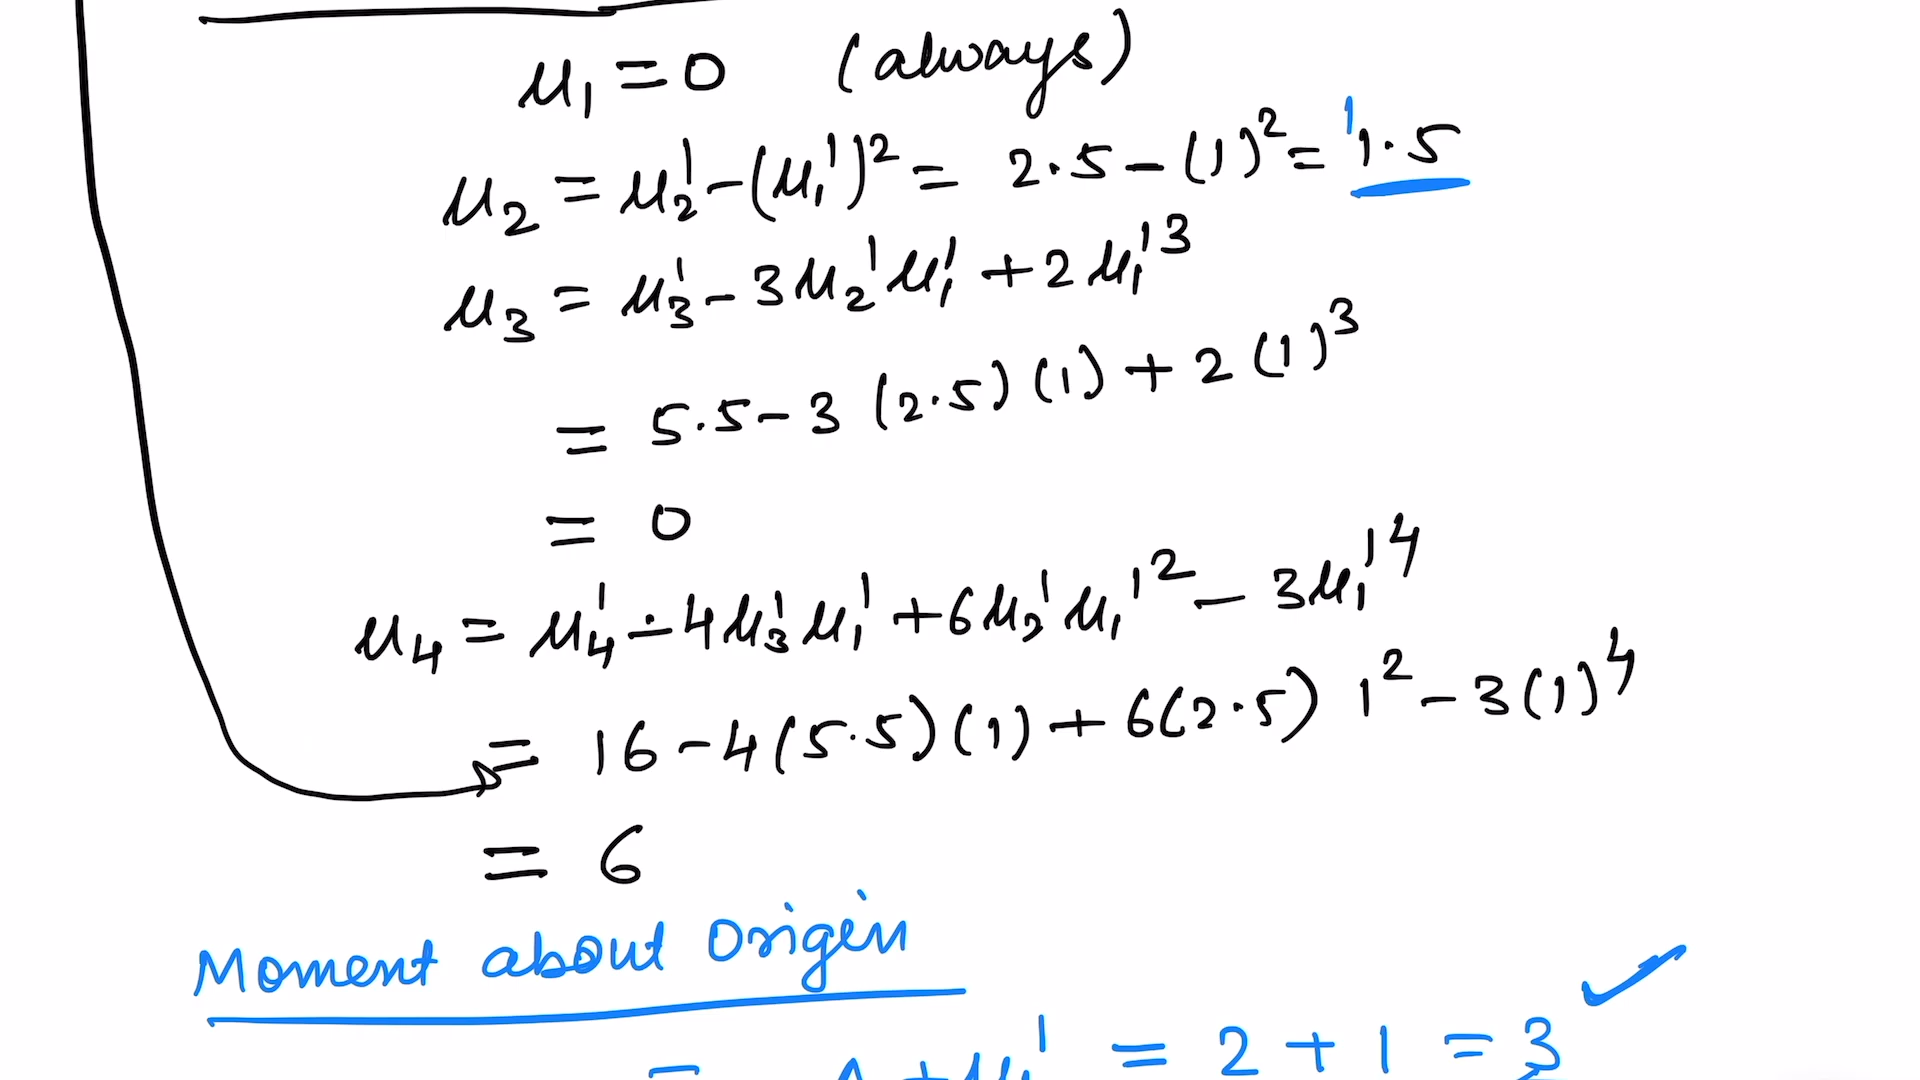 μ₁ = 0 (always)
μ₂ = μ₂' - (μ₁')² = 2.5 - (1)² = 1.5
μ₃ = μ₃' - 3μ₂'μ₁' + 2μ₁'³
= 5.5 - 3(2.5)(1) + 2(1)³
= 0
μ₄ = μ₄' - 4μ₃'μ₁' + 6μ₂'μ₁'² - 3μ₁'⁴
= 16 - 4(5.5)(1) + 6(2.5) 1² - 3(1)⁴
= 6
Moment about Origin
= 2 + 1 = 3